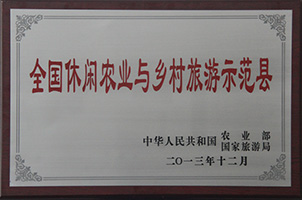 全国休闲农业与乡村旅游示范县
中华人民共和国 农业部
国家旅游局
二〇一三年十二月